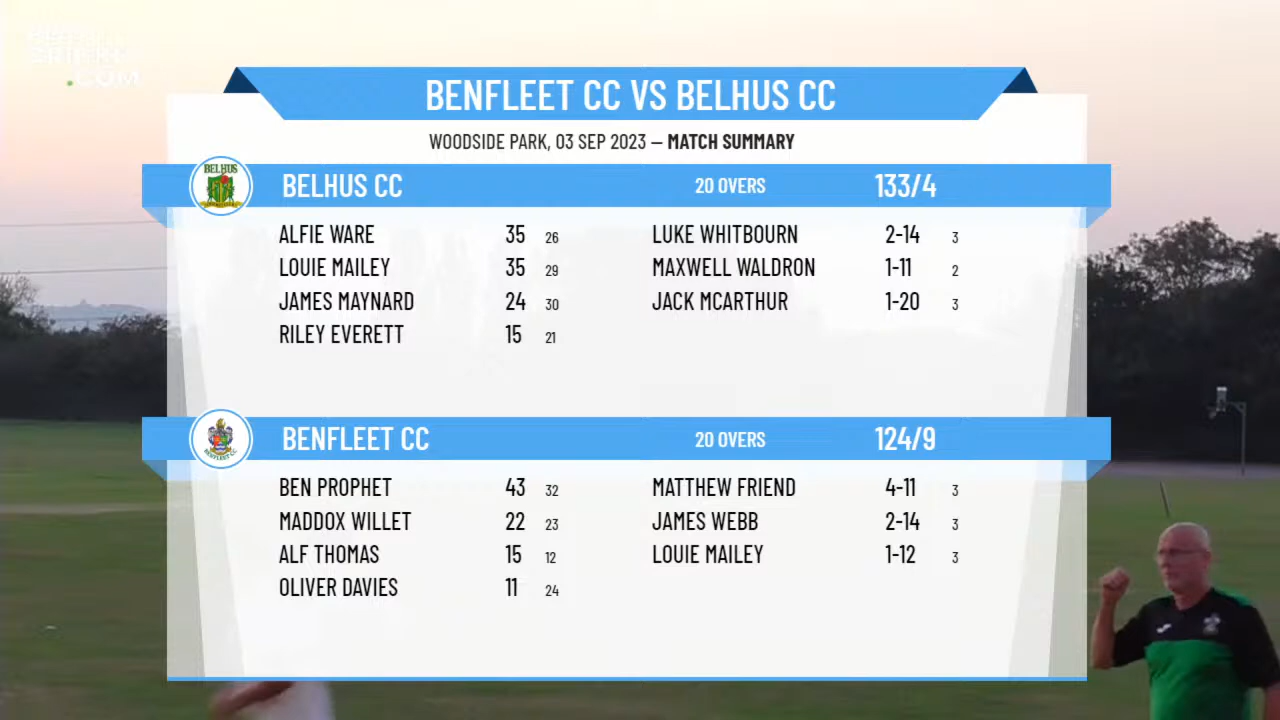 BENFLEET CC VS BELHUS CC
WOODSIDE PARK, 03 SEP 2023 – MATCH SUMMARY
BELHUS
BELHUS CC 20 OVERS 133/4
ALFIE WARE 35 26 LUKE WHITBOURN 2-14 3
LOUIE MAILEY 35 29 MAXWELL WALDRON 1-11 2
JAMES MAYNARD 24 30 JACK MCARTHUR 1-20 3
RILEY EVERETT 15 21
BENFLEET CC
BENFLEET CC 20 OVERS 124/9
BEN PROPHET 43 32 MATTHEW FRIEND 4-11 3
MADDOX WILLET 22 23 JAMES WEBB 2-14 3
ALF THOMAS 15 12 LOUIE MAILEY 1-12 3
OLIVER DAVIES 11 24
.COM